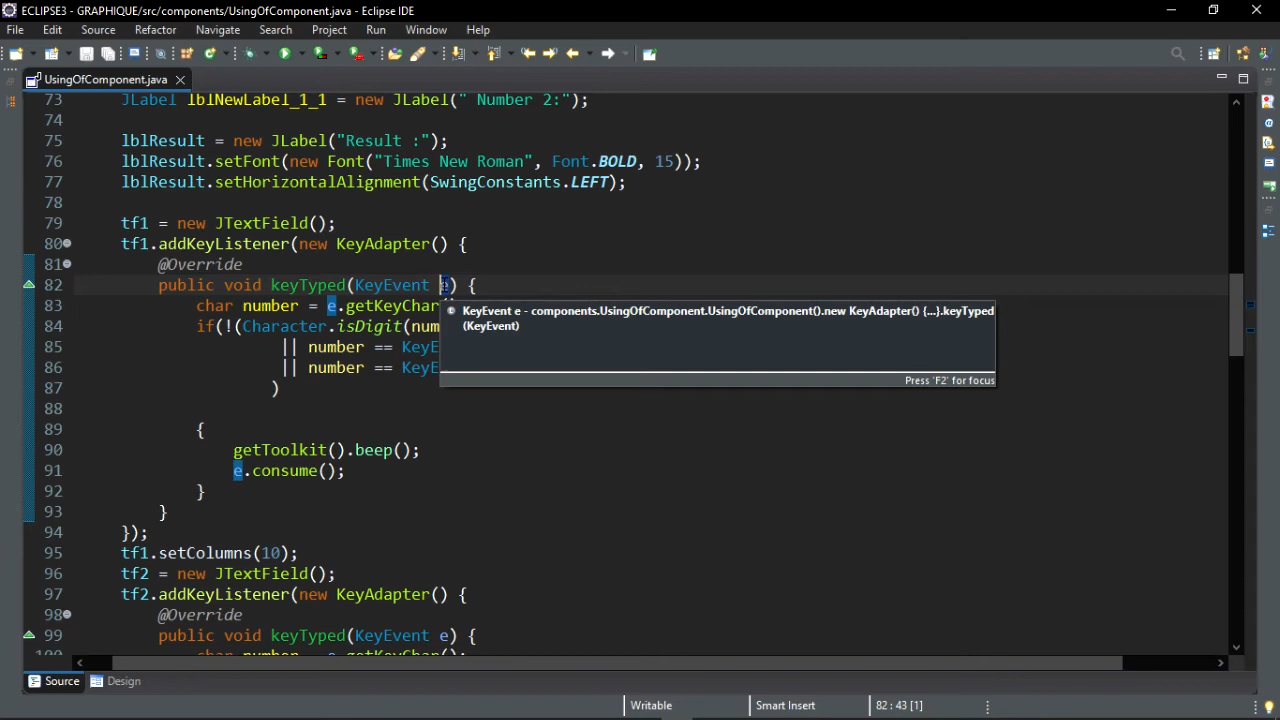 ECLIPSE3 - GRAPHIQUE/src/components/UsingOfComponent.java - Eclipse IDE
File Edit Source Refactor Navigate Search Project Run Window Help
UsingOfComponent.java
73 JLabel lblNewLabel_1_1 = new JLabel(" Number 2:");
74
75 lblResult = new JLabel("Result :");
76 lblResult.setFont(new Font("Times New Roman", Font.BOLD, 15));
77 lblResult.setHorizontalAlignment(SwingConstants.LEFT);
78
79 tf1 = new JTextField();
80 tf1.addKeyListener(new KeyAdapter() {
81 @Override
82 public void keyTyped(KeyEvent e) {
83 char number = e.getKeyChar()
KeyEvent e - components.UsingOfComponent.UsingOfComponent().new KeyAdapter() {...}.keyTyped
(KeyEvent)
Press 'F2' for focus
84 if(!(Character.isDigit(num
85 || number == KeyE
86 || number == KeyE
87 )
88
89 {
90 getToolkit().beep();
91 e.consume();
92 }
93 }
94 });
95 tf1.setColumns(10);
96 tf2 = new JTextField();
97 tf2.addKeyListener(new KeyAdapter() {
98 @Override
99 public void keyTyped(KeyEvent e) {
100 char number = e.getKeyChar();
Source Design
Writable Smart Insert 82 : 43 [1]